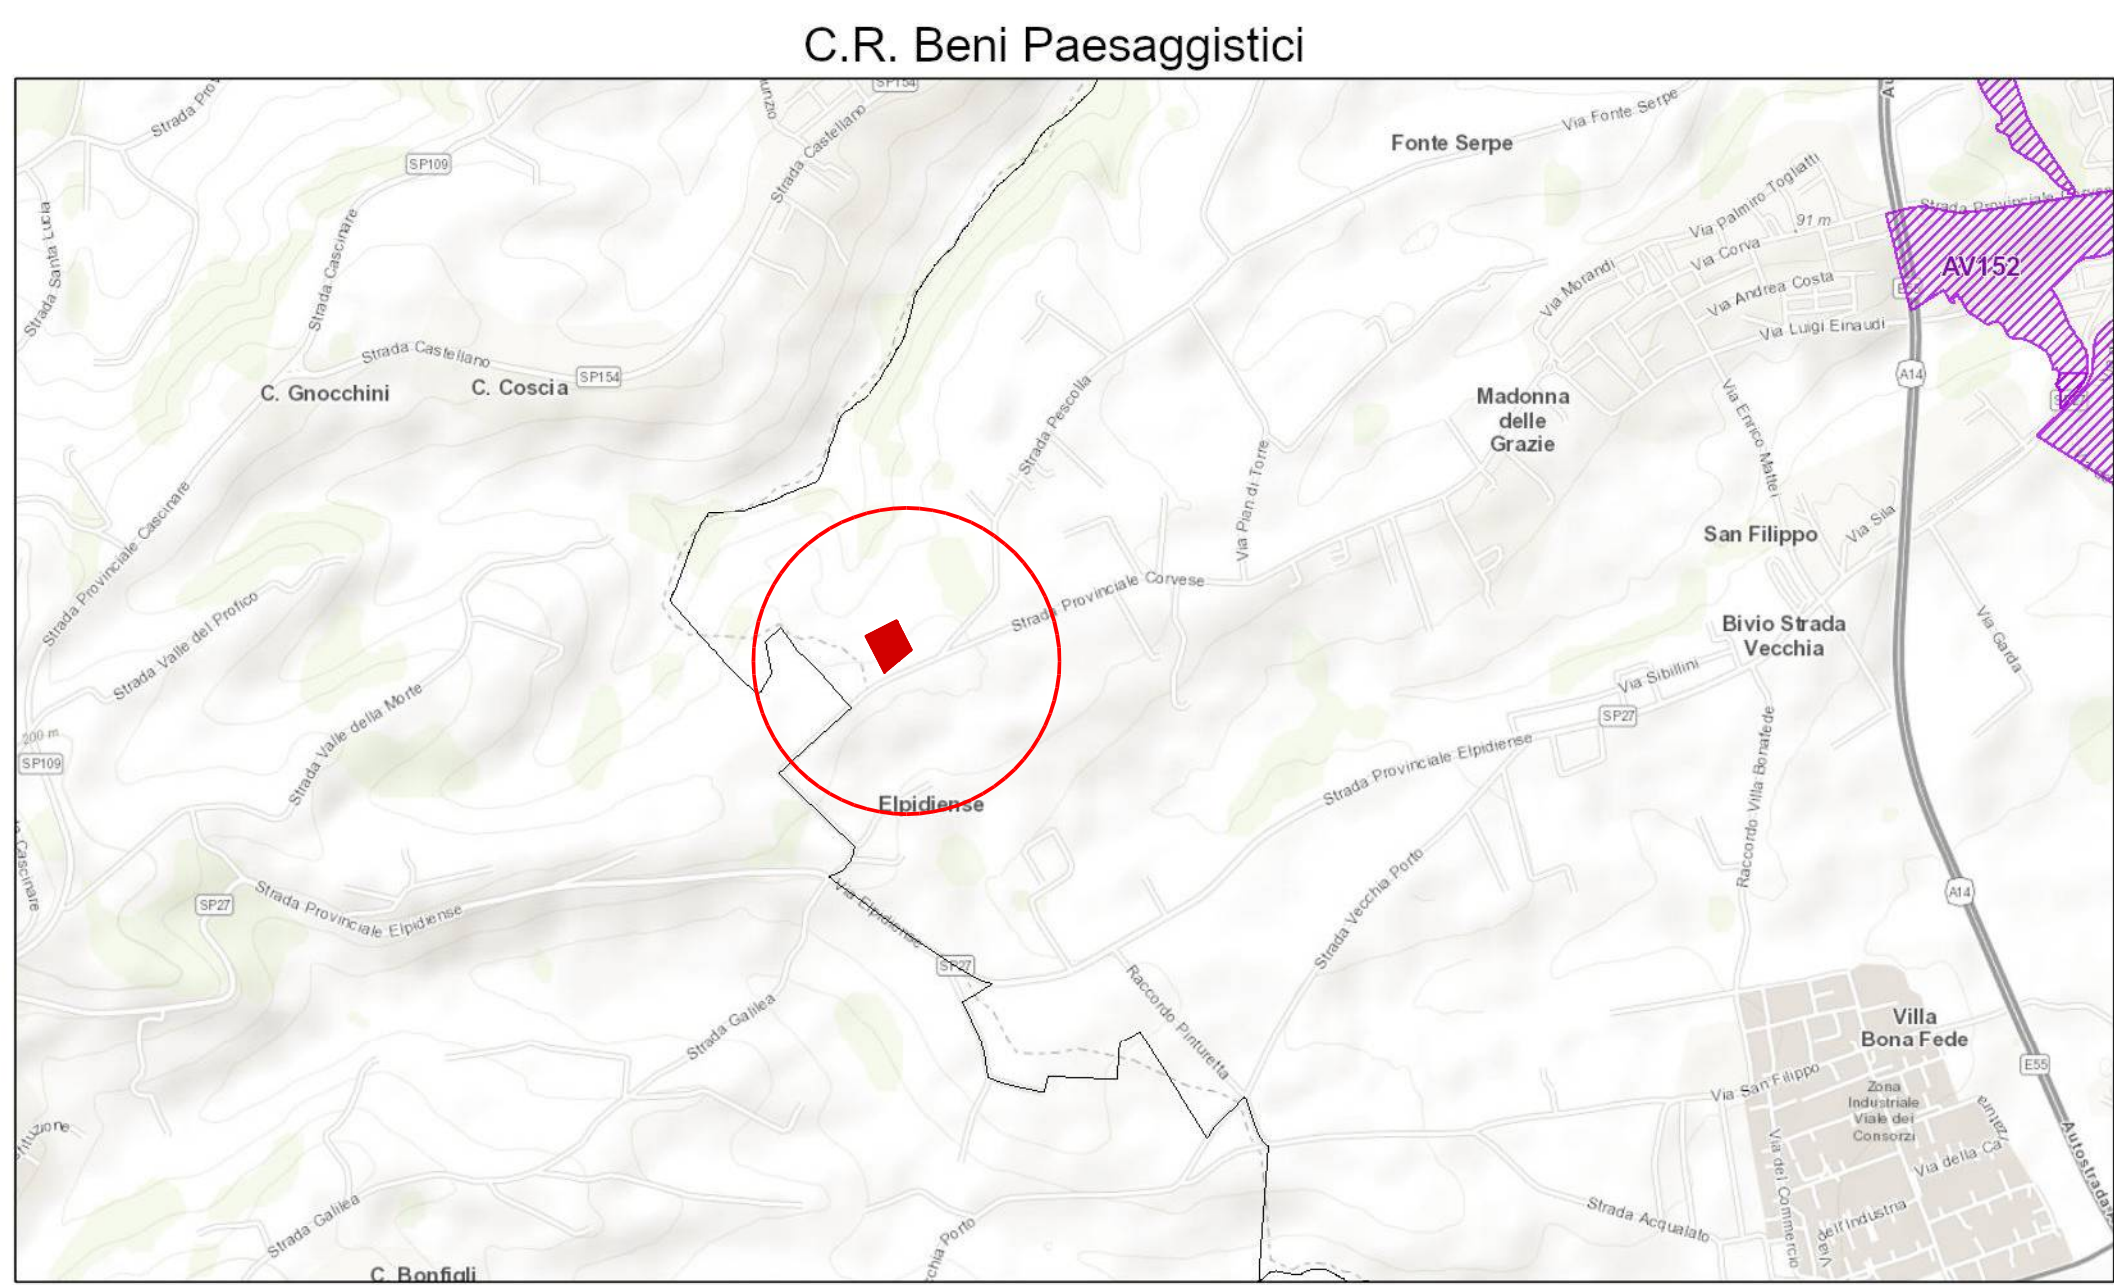 C.R. Beni Paesaggistici
SP154
Strada Castellano
Via Fonte Serpe
Fonte Serpe
SP109
Via Palmiro Togliatti
Strada Santa Lucia
Strada Cascinare
91 m
Via Corva
AV152
Via Morandi
Via Andrea Costa
Via Luigi Einaudi
Strada Castellano
SP154
A14
C. Gnocchini
C. Coscia
Strada Pescolla
Madonna
delle
Grazie
Via Enrico Mattei
Via Pian di Torre
Strada Provinciale Cascinare
San Filippo
Via Sila
Strada Provinciale Corvese
Strada Valle del Profico
Bivio Strada
Vecchia
Via Garda
Via Sibillini
SP27
Strada Valle della Morte
200 m
SP109
Strada Provinciale Elpidiense
Raccordo Villa Bonafede
Elpidiense
Strada Vecchia Porto
A14
SP27
Strada Provinciale Elpidiense
Via Elpidiense
SP27
Raccordo Pinturetta
Strada Galilea
Villa
Bona Fede
E55
Via San Filippo
Zona
Industriale
Viale dei
Consorzi
Via della Ca
Autostrada
Via del Commercio
Strada Galilea
Strada Acqualato
dell'Industria
C. Bonfigli